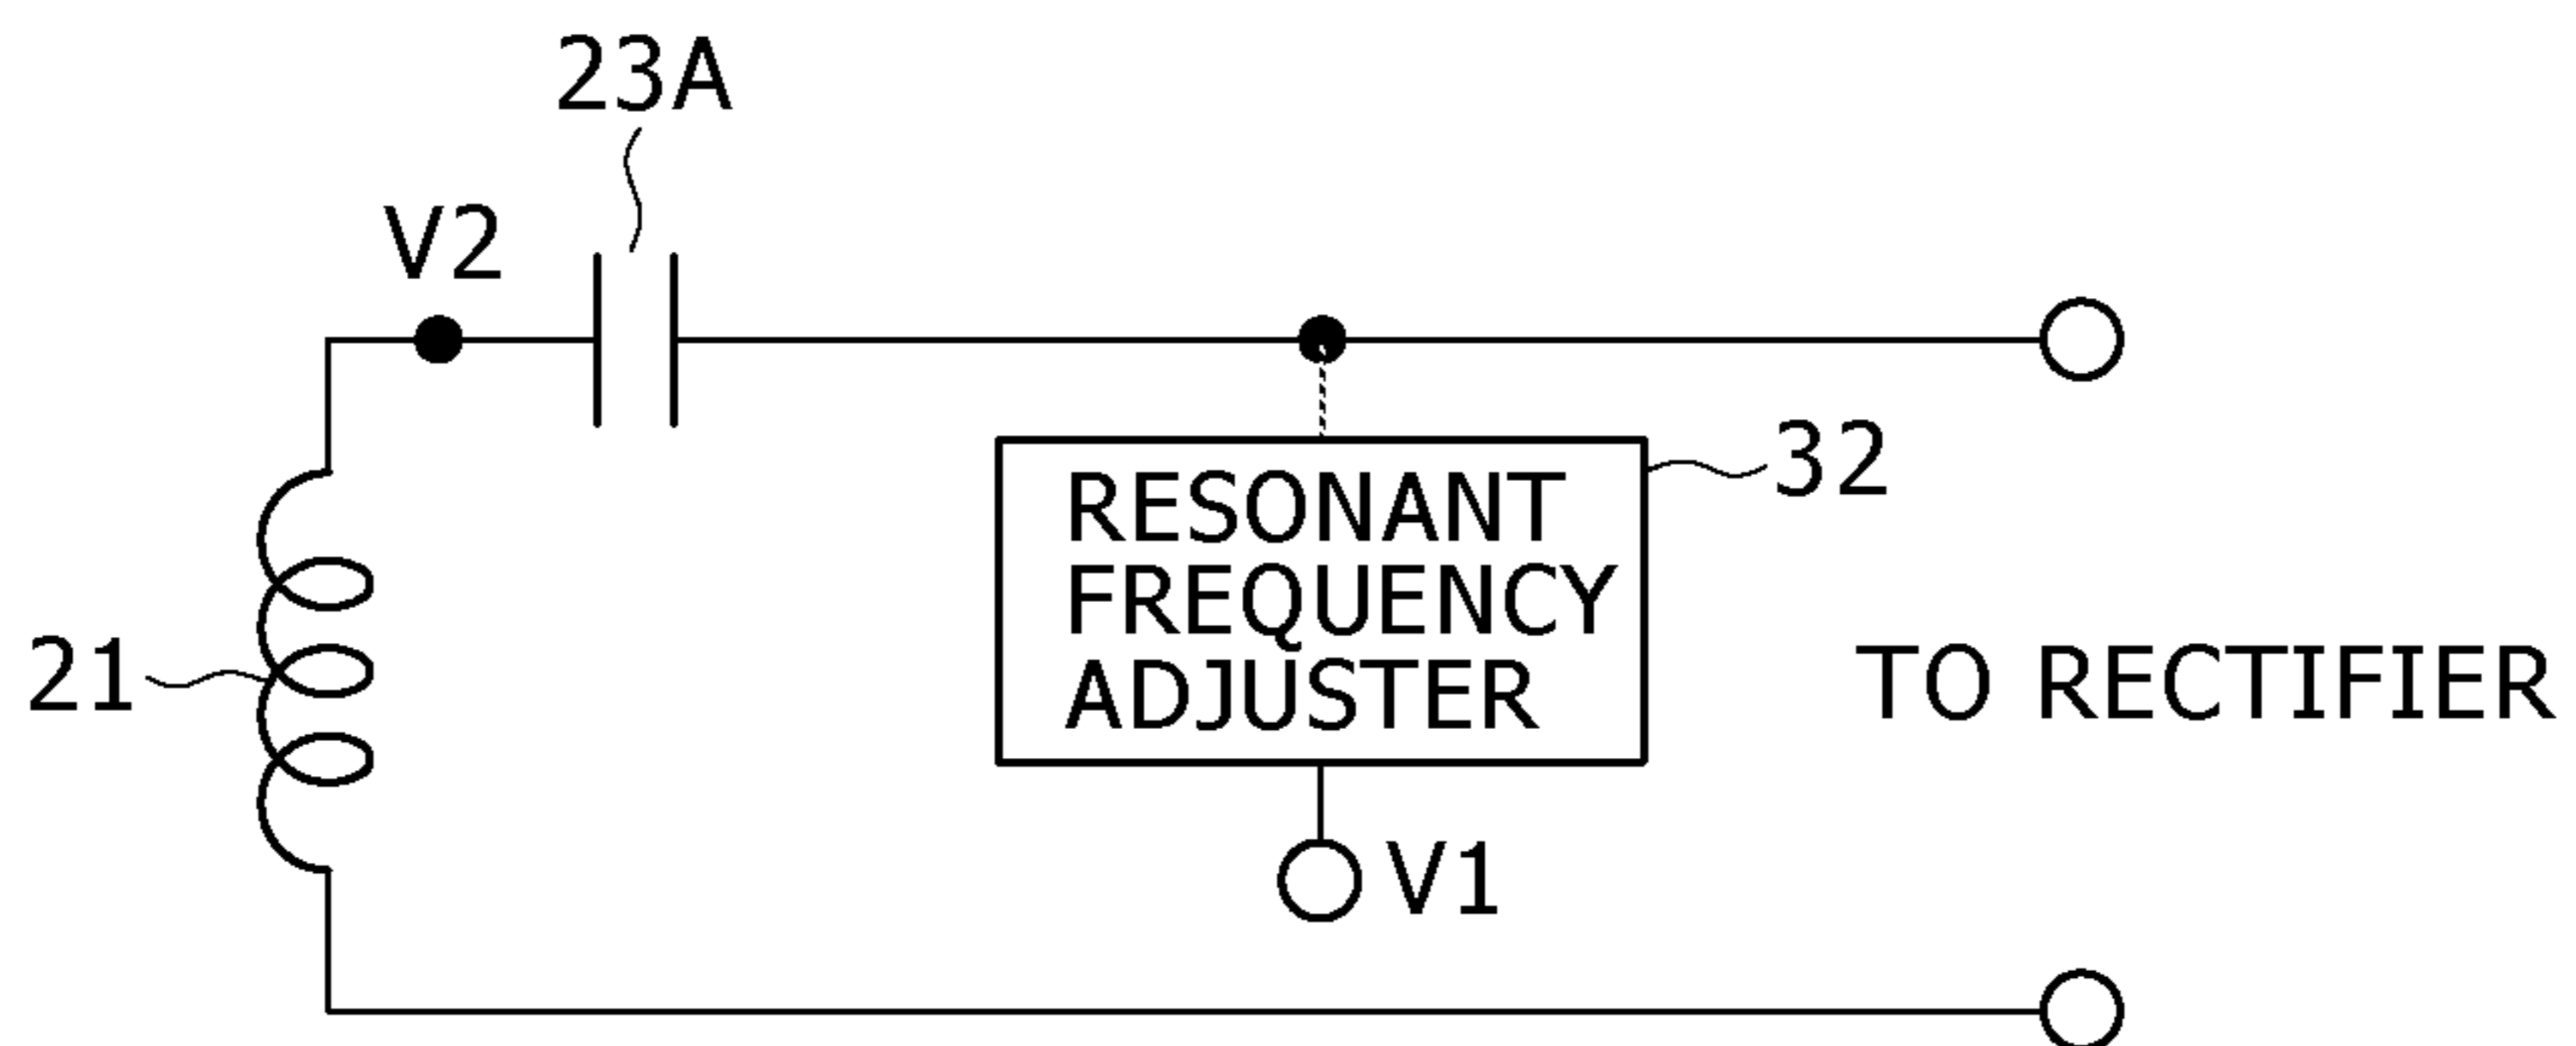 23A
V2
32
RESONANT
FREQUENCY
ADJUSTER
21
TO RECTIFIER
V1